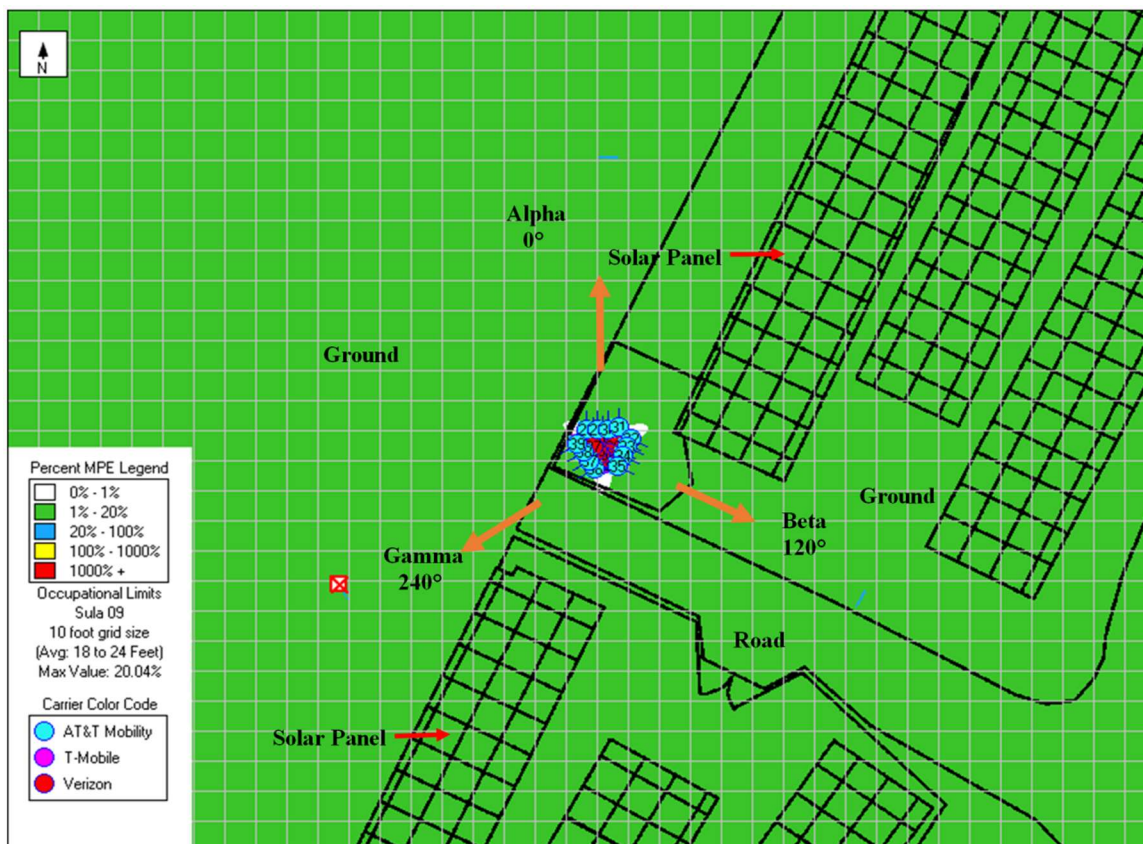 N
Alpha
0°
Solar Panel
Ground
Ground
Beta
120°
Gamma
240°
Road
Solar Panel
Percent MPE Legend
0% - 1%
1% - 20%
20% - 100%
100% - 1000%
1000% +
Occupational Limits
Sula 09
10 foot grid size
(Avg: 18 to 24 Feet)
Max Value: 20.04%
Carrier Color Code
AT&T Mobility
T-Mobile
Verizon